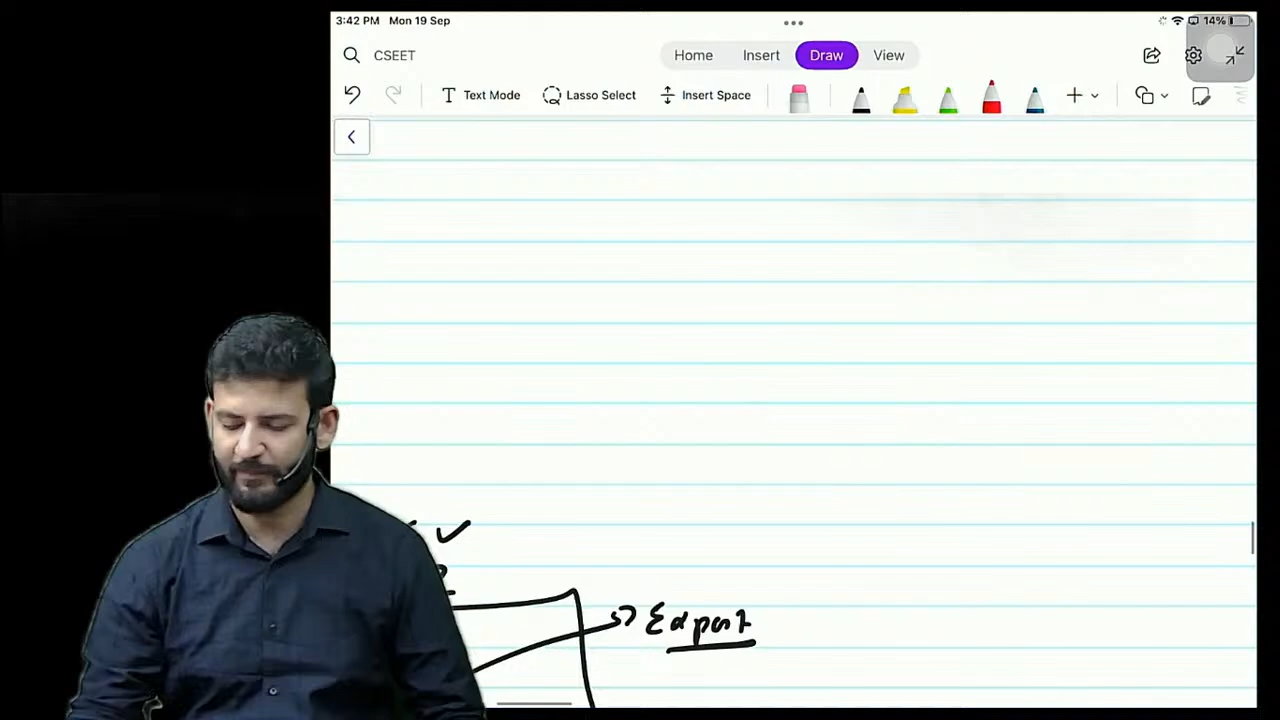 3:42 PM Mon 19 Sep
14%
CSEET
Home Insert Draw View
Text Mode Lasso Select Insert Space
Export